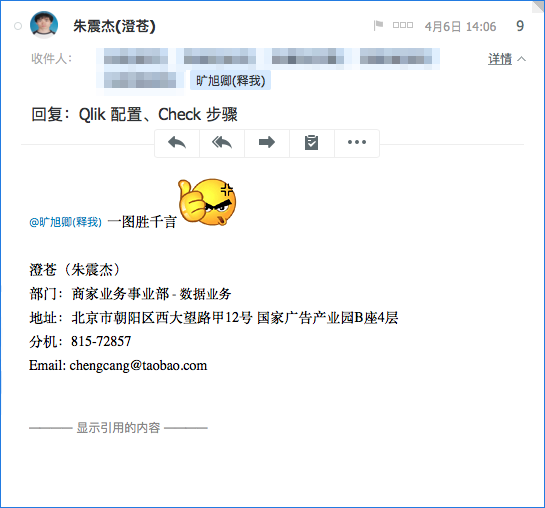 朱震杰(澄苍)
4月6日 14:06
9
收件人：
详情
旷旭卿(释我)
回复：Qlik 配置、Check 步骤
@旷旭卿(释我) 一图胜千言
澄苍（朱震杰）
部门：商家业务事业部 - 数据业务
地址：北京市朝阳区西大望路甲12号 国家广告产业园B座4层
分机：815-72857
Email: chengcang@taobao.com
显示引用的内容